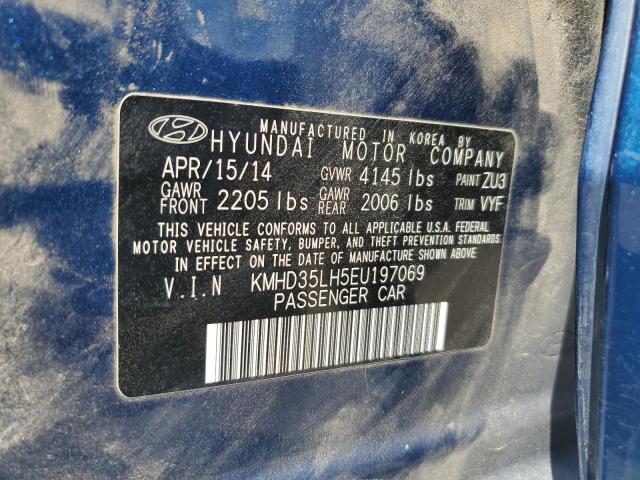 MANUFACTURED IN KOREA BY
HYUNDAI MOTOR COMPANY
APR/15/14 GVWR 4145 lbs PAINT ZU3
GAWR FRONT 2205 lbs GAWR REAR 2006 lbs TRIM VYF
THIS VEHICLE CONFORMS TO ALL APPLICABLE U.S.A. FEDERAL
MOTOR VEHICLE SAFETY, BUMPER, AND THEFT PREVENTION STANDARDS
IN EFFECT ON THE DATE OF MANUFACTURE SHOWN ABOVE.
V.I.N KMHD35LH5EU197069
PASSENGER CAR